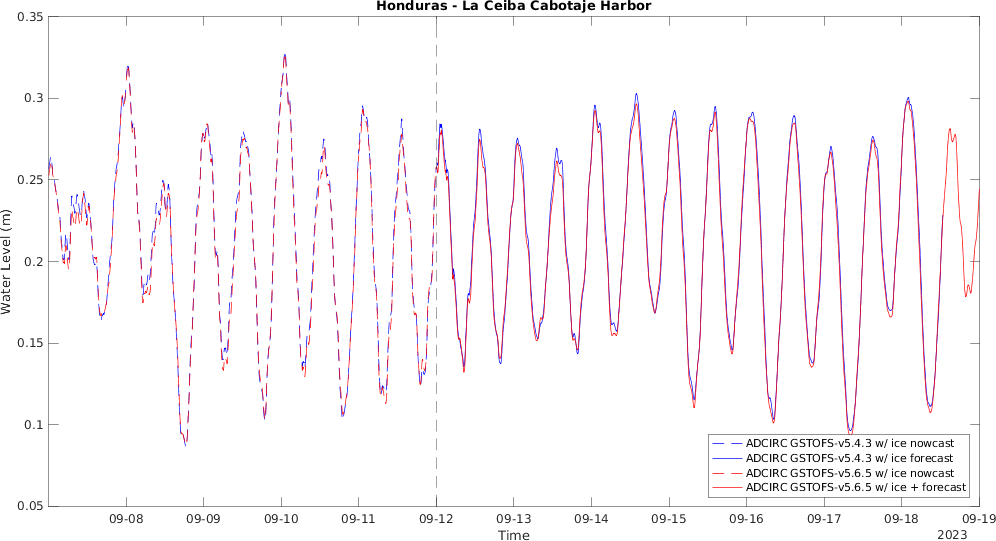 Honduras - La Ceiba Cabotaje Harbor
0.35
0.3
0.25
0.2
0.15
0.1
0.05
Water Level (m)
ADCIRC GSTOFS-v5.4.3 w/ ice nowcast
ADCIRC GSTOFS-v5.4.3 w/ ice forecast
ADCIRC GSTOFS-v5.6.5 w/ ice nowcast
ADCIRC GSTOFS-v5.6.5 w/ ice + forecast
09-08 09-09 09-10 09-11 09-12 09-13 09-14 09-15 09-16 09-17 09-18 09-19
Time
2023